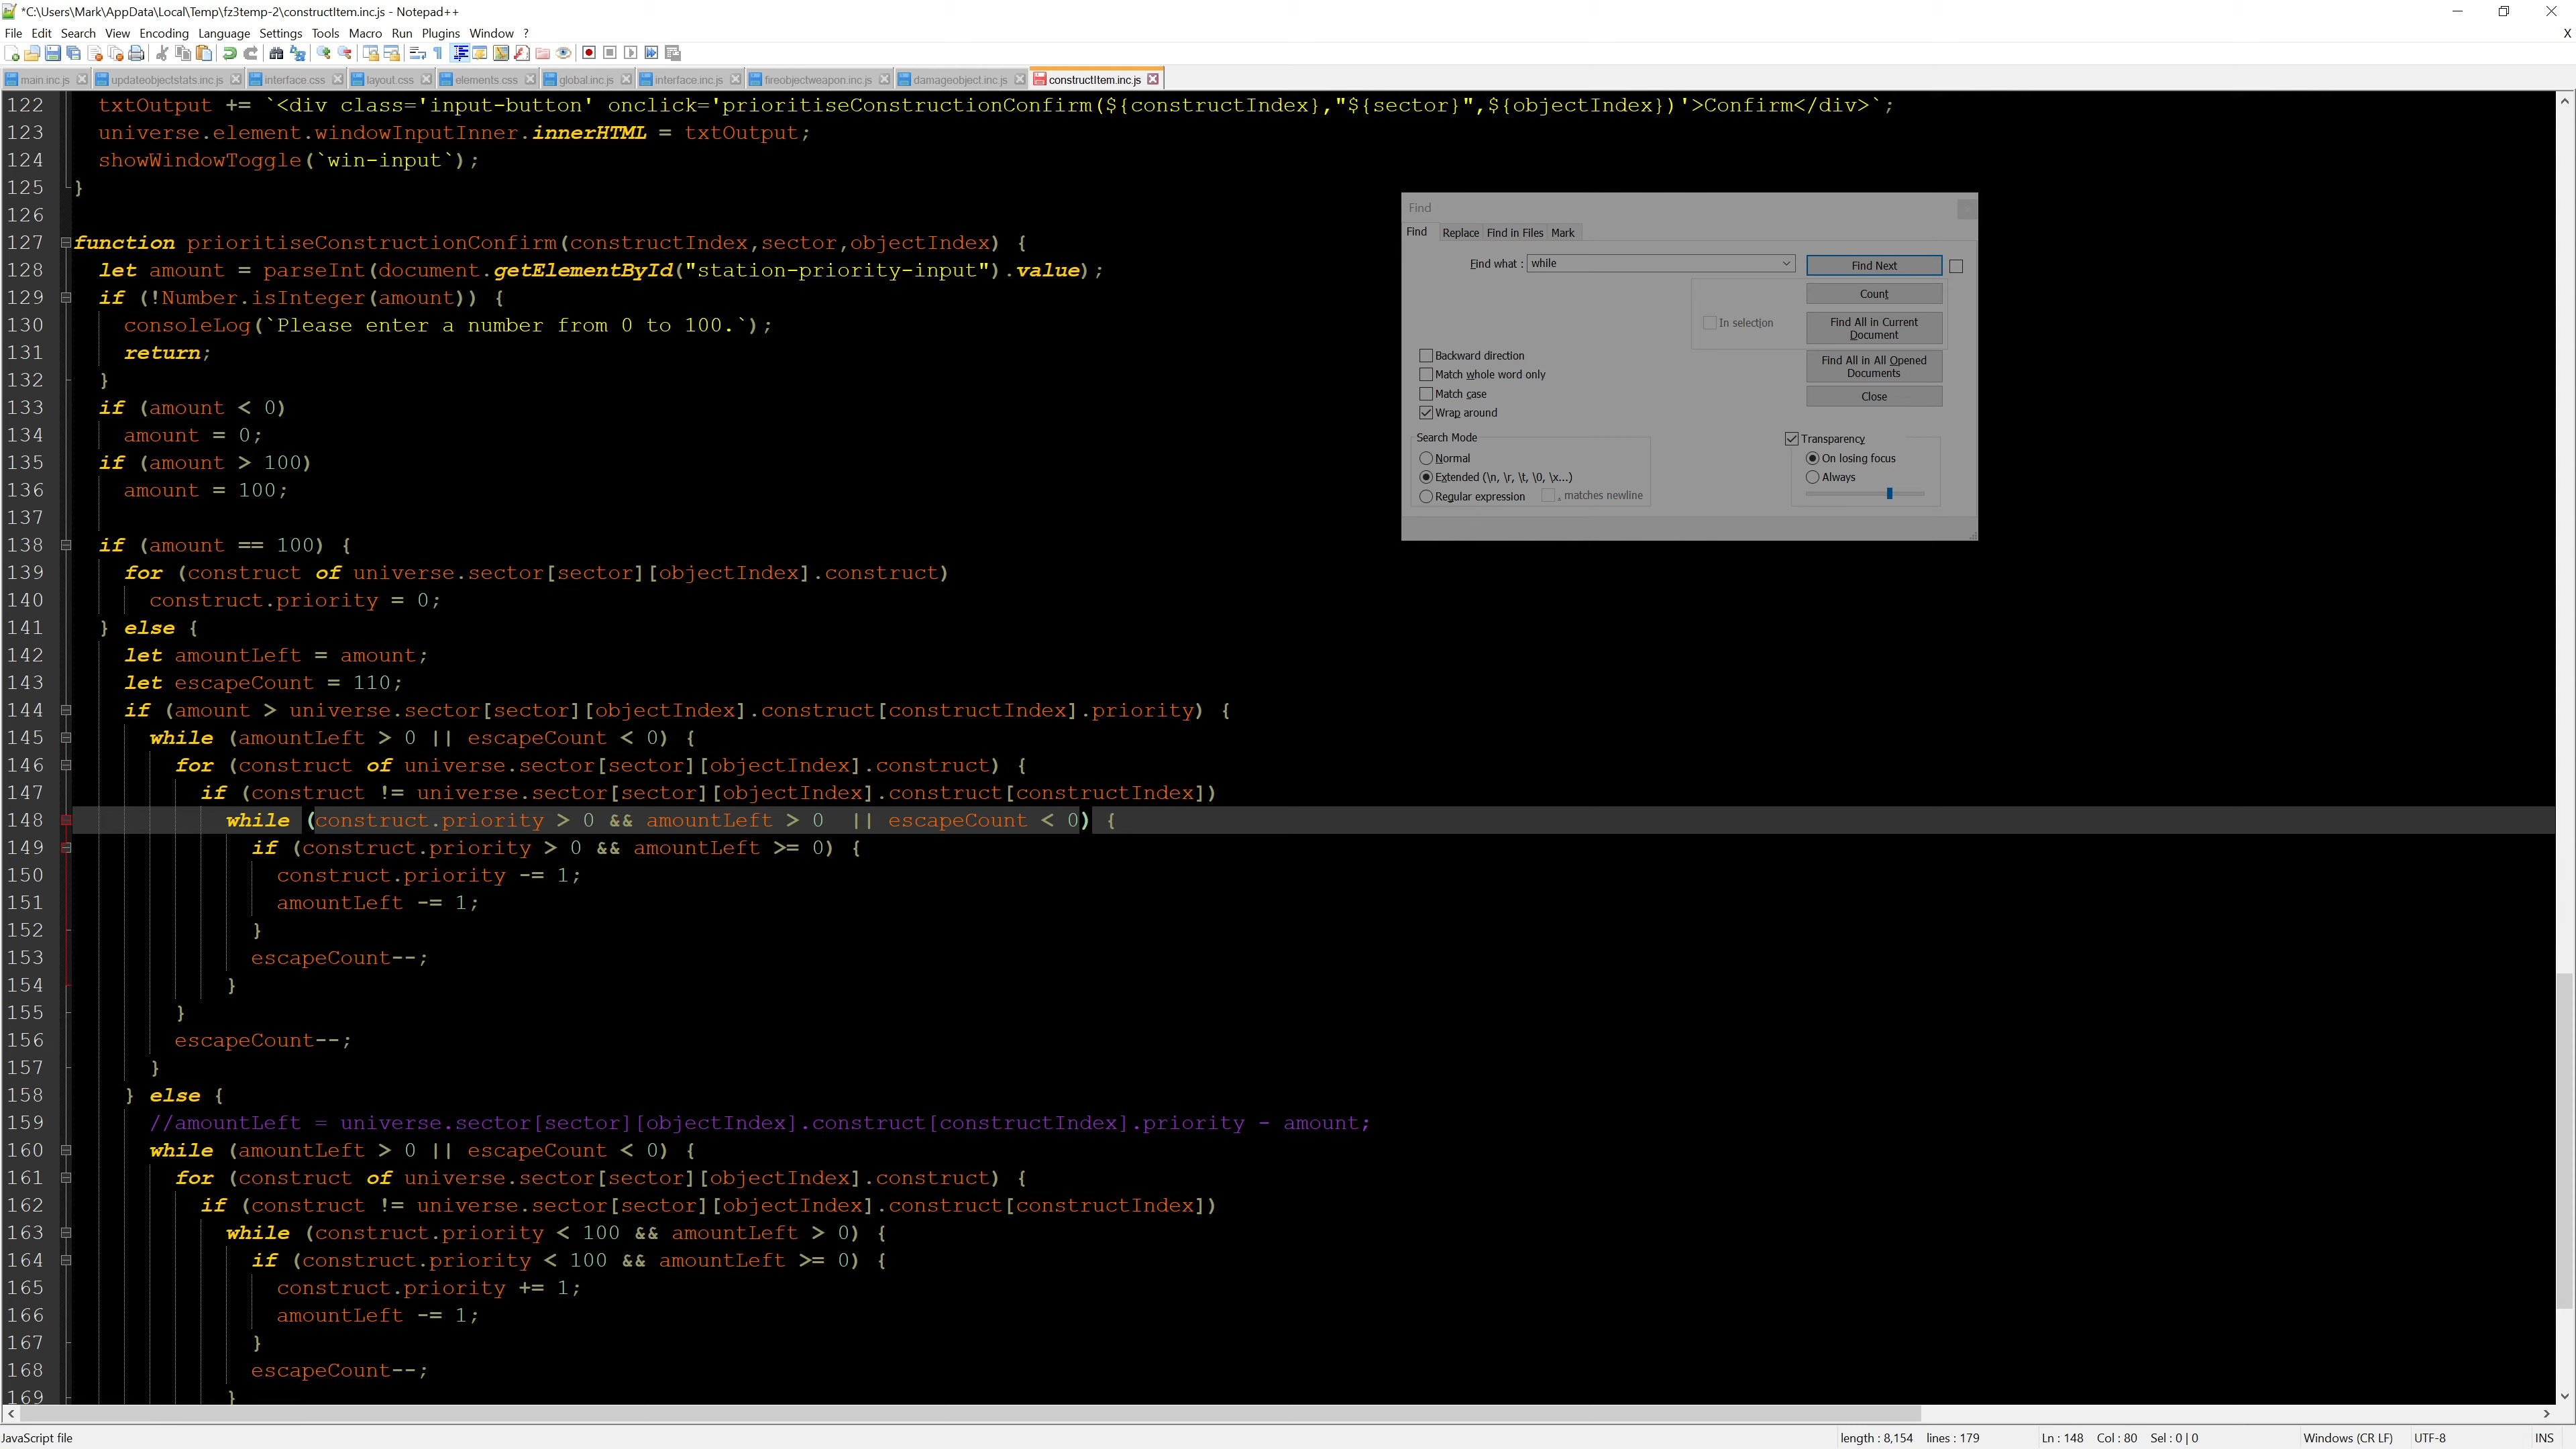 *C:\Users\Mark\AppData\Local\Temp\fz3temp-2\constructItem.inc.js - Notepad++
File Edit Search View Encoding Language Settings Tools Macro Run Plugins Window ? X
main.inc.js updateobjectstats.inc.js interface.css layout.css elements.css global.inc.js interface.inc.js fireobjectweapon.inc.js damageobject.inc.js constructItem.inc.js
122 txtOutput += `<div class='input-button' onclick='prioritiseConstructionConfirm(${constructIndex},"${sector}",${objectIndex})'>Confirm</div>`;
123 universe.element.windowInputInner.innerHTML = txtOutput;
124 showWindowToggle(`win-input`);
125 }
126
127 function prioritiseConstructionConfirm(constructIndex,sector,objectIndex) {
128 let amount = parseInt(document.getElementById("station-priority-input").value);
129 if (!Number.isInteger(amount)) {
130 consoleLog(`Please enter a number from 0 to 100.`);
131 return;
132 }
133 if (amount < 0)
134 amount = 0;
135 if (amount > 100)
136 amount = 100;
137
138 if (amount == 100) {
139 for (construct of universe.sector[sector][objectIndex].construct)
140 construct.priority = 0;
141 } else {
142 let amountLeft = amount;
143 let escapeCount = 110;
144 if (amount > universe.sector[sector][objectIndex].construct[constructIndex].priority) {
145 while (amountLeft > 0 || escapeCount < 0) {
146 for (construct of universe.sector[sector][objectIndex].construct) {
147 if (construct != universe.sector[sector][objectIndex].construct[constructIndex])
148 while (construct.priority > 0 && amountLeft > 0  || escapeCount < 0) {
149 if (construct.priority > 0 && amountLeft >= 0) {
150 construct.priority -= 1;
151 amountLeft -= 1;
152 }
153 escapeCount--;
154 }
155 }
156 escapeCount--;
157 }
158 } else {
159 //amountLeft = universe.sector[sector][objectIndex].construct[constructIndex].priority - amount;
160 while (amountLeft > 0 || escapeCount < 0) {
161 for (construct of universe.sector[sector][objectIndex].construct) {
162 if (construct != universe.sector[sector][objectIndex].construct[constructIndex])
163 while (construct.priority < 100 && amountLeft > 0) {
164 if (construct.priority < 100 && amountLeft >= 0) {
165 construct.priority += 1;
166 amountLeft -= 1;
167 }
168 escapeCount--;
169 }
Find
Find Replace Find in Files Mark
Find what : while Find Next
Count
In selection Find All in Current
Document
Backward direction Find All in All Opened
Documents
Match whole word only
Match case Close
Wrap around
Search Mode Transparency
Normal On losing focus
Extended (\n, \r, \t, \0, \x...) Always
Regular expression . matches newline
JavaScript file length : 8,154 lines : 179 Ln : 148 Col : 80 Sel : 0 | 0 Windows (CR LF) UTF-8 INS